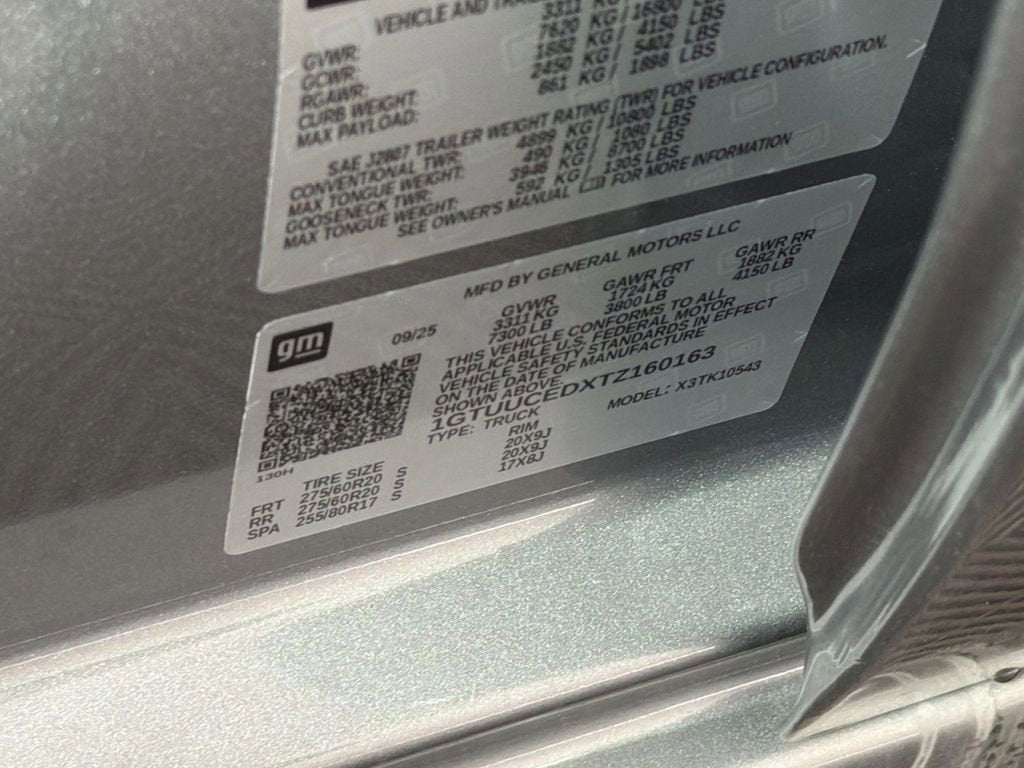 VEHICLE AND
3311 KG /
GVWR: 7620 KG / 16800 LBS
GCWR: 1882 KG / 4150 LBS
RGAWR: 2450 KG / 5402 LBS
CURB WEIGHT: 861 KG / 1898 LBS
MAX PAYLOAD:
SAE J2807 TRAILER WEIGHT RATING (TWR) FOR VEHICLE CONFIGURATION.
CONVENTIONAL TWR: 4899 KG / 10800 LBS
MAX TONGUE WEIGHT: 490 KG / 1080 LBS
GOOSENECK TWR: 3946 KG / 8700 LBS
MAX TONGUE WEIGHT: 592 KG / 1305 LBS
SEE OWNER'S MANUAL FOR MORE INFORMATION
MFD BY GENERAL MOTORS LLC
gm 09/25
GVWR GAWR FRT GAWR RR
3311 KG 1724 KG 1882 KG
7300 LB 3800 LB 4150 LB
THIS VEHICLE CONFORMS TO ALL
APPLICABLE U.S. FEDERAL MOTOR
VEHICLE SAFETY STANDARDS IN EFFECT
ON THE DATE OF MANUFACTURE
SHOWN ABOVE.
1GTUUCEDXTZ160163
TYPE: TRUCK MODEL: X3TK10543
130H
TIRE SIZE RIM
FRT 275/60R20 S 20X9J
RR 275/60R20 S 20X9J
SPA 255/80R17 S 17X8J